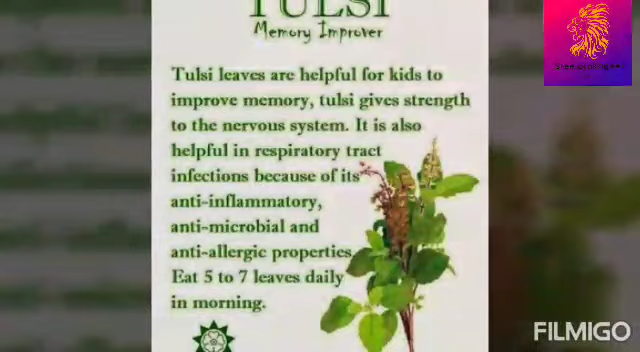 TULSI
Memory Improver
Tulsi leaves are helpful for kids to
improve memory, tulsi gives strength
to the nervous system. It is also
helpful in respiratory tract
infections because of its
anti-inflammatory,
anti-microbial and
anti-allergic properties
Eat 5 to 7 leaves daily
in morning.
FILMIGO